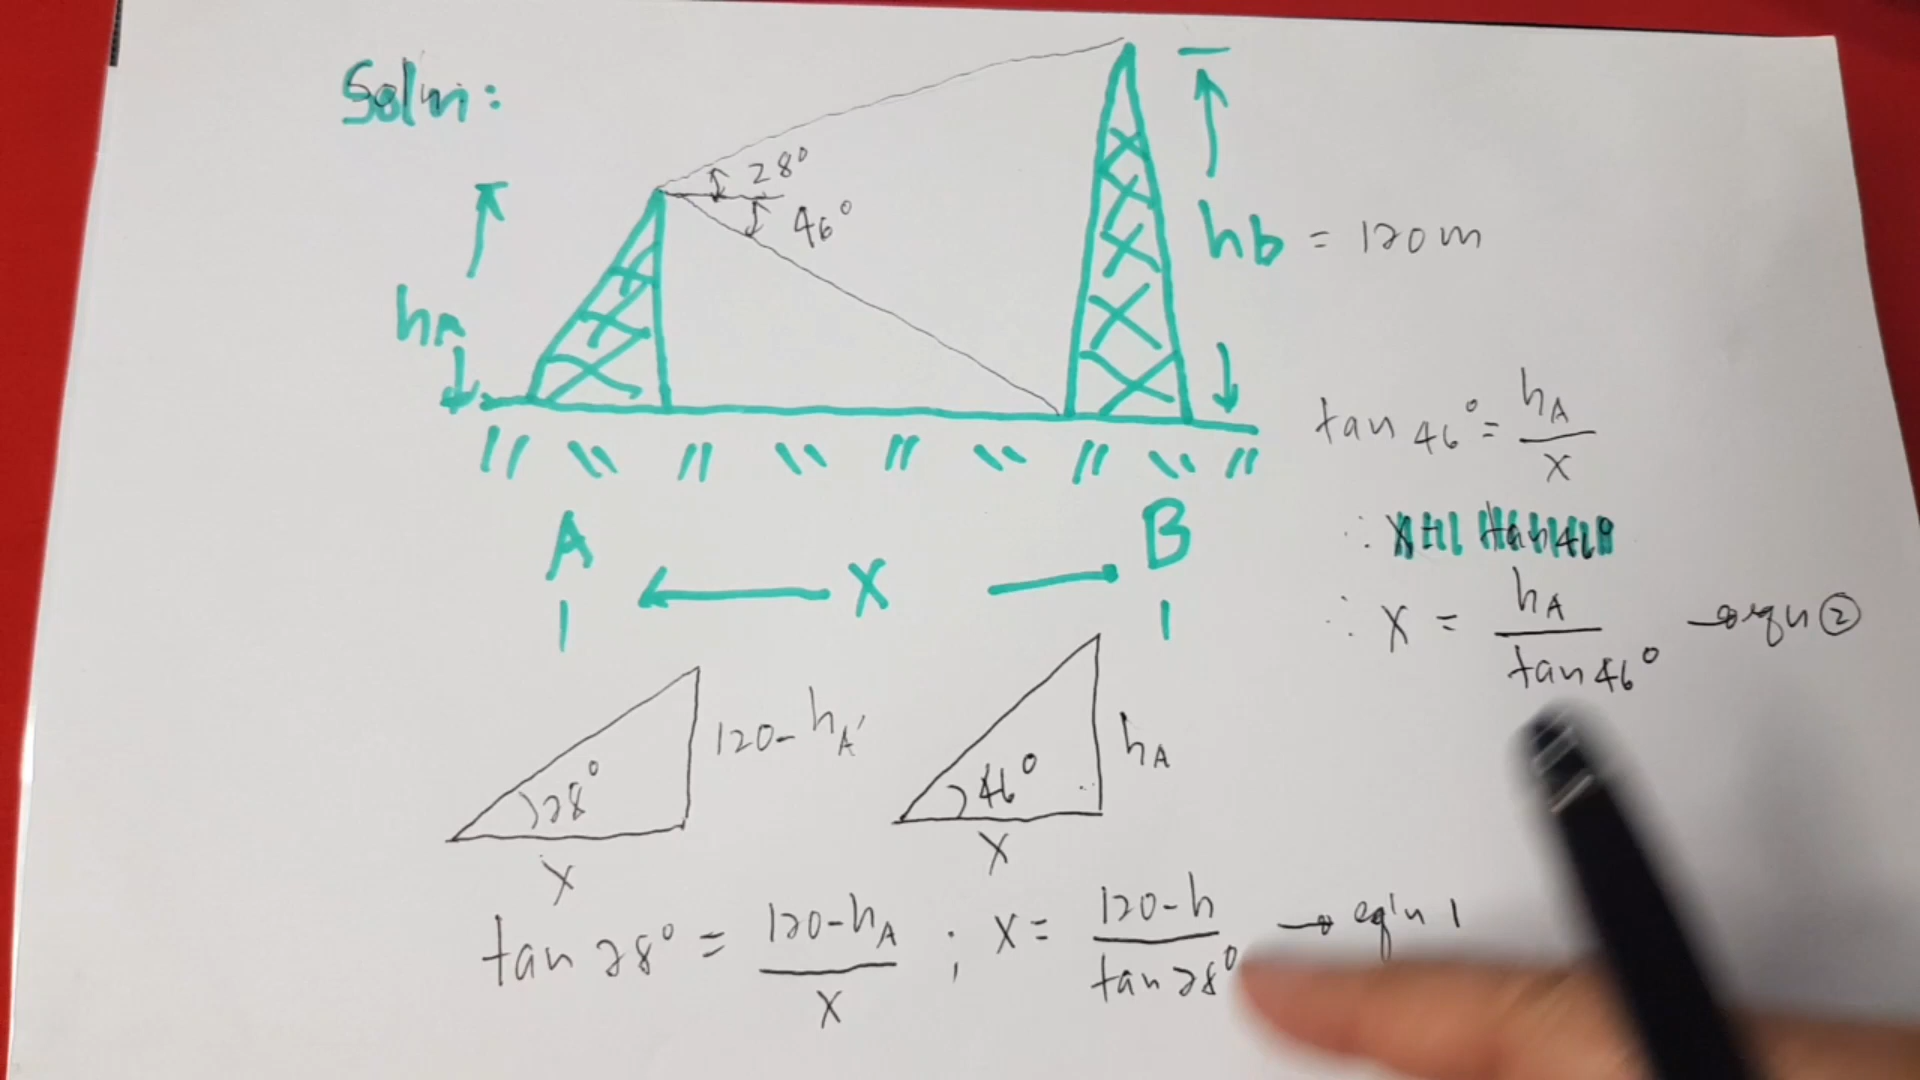 Soln:
28°
46°
hb = 120m
hA
tan 46° = hA/x
∴ x = hA/tan 46° → eqn ②
A B
x
120-hA
hA
28°
46°
x
x
tan 28° = 120-hA/x ; x = 120-h/tan 28° → eq'n 1